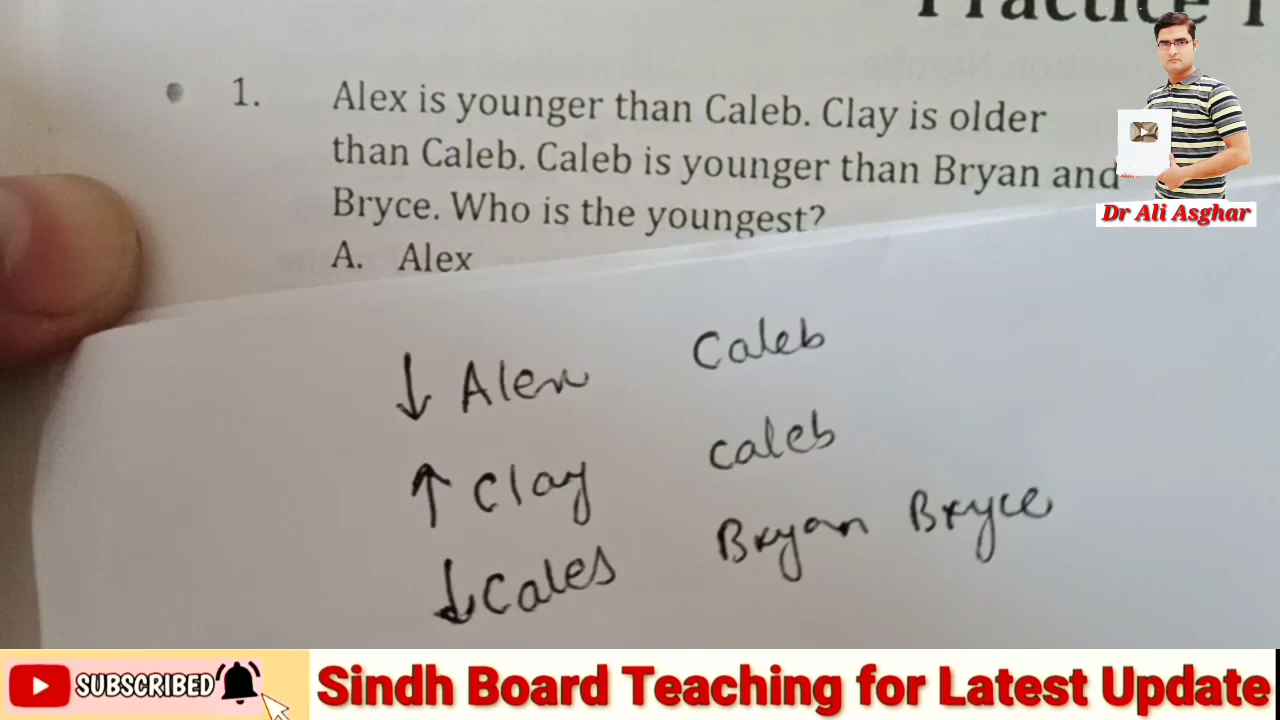 Practice T
1. Alex is younger than Caleb. Clay is older
than Caleb. Caleb is younger than Bryan and
Bryce. Who is the youngest?
A. Alex
Dr Ali Asghar
↓ Alex Caleb
↑ Clay caleb
↓ Caleb Bryan Bryce
SUBSCRIBED
Sindh Board Teaching for Latest Update